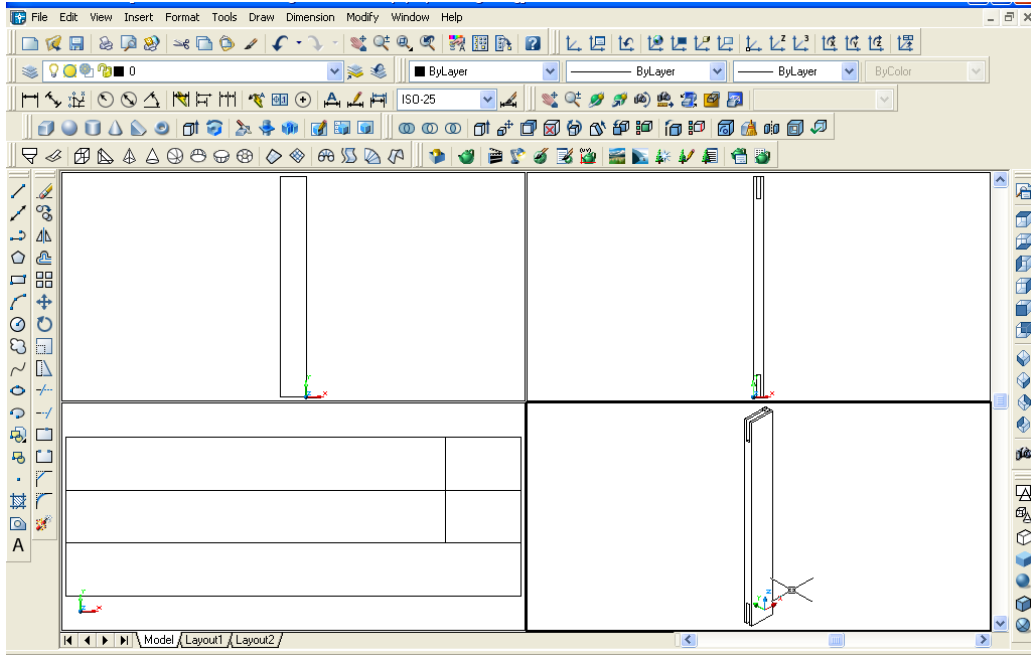 File Edit View Insert Format Tools Draw Dimension Modify Window Help
0 ByLayer ByLayer ByLayer ByColor
ISO-25
Model Layout1 Layout2